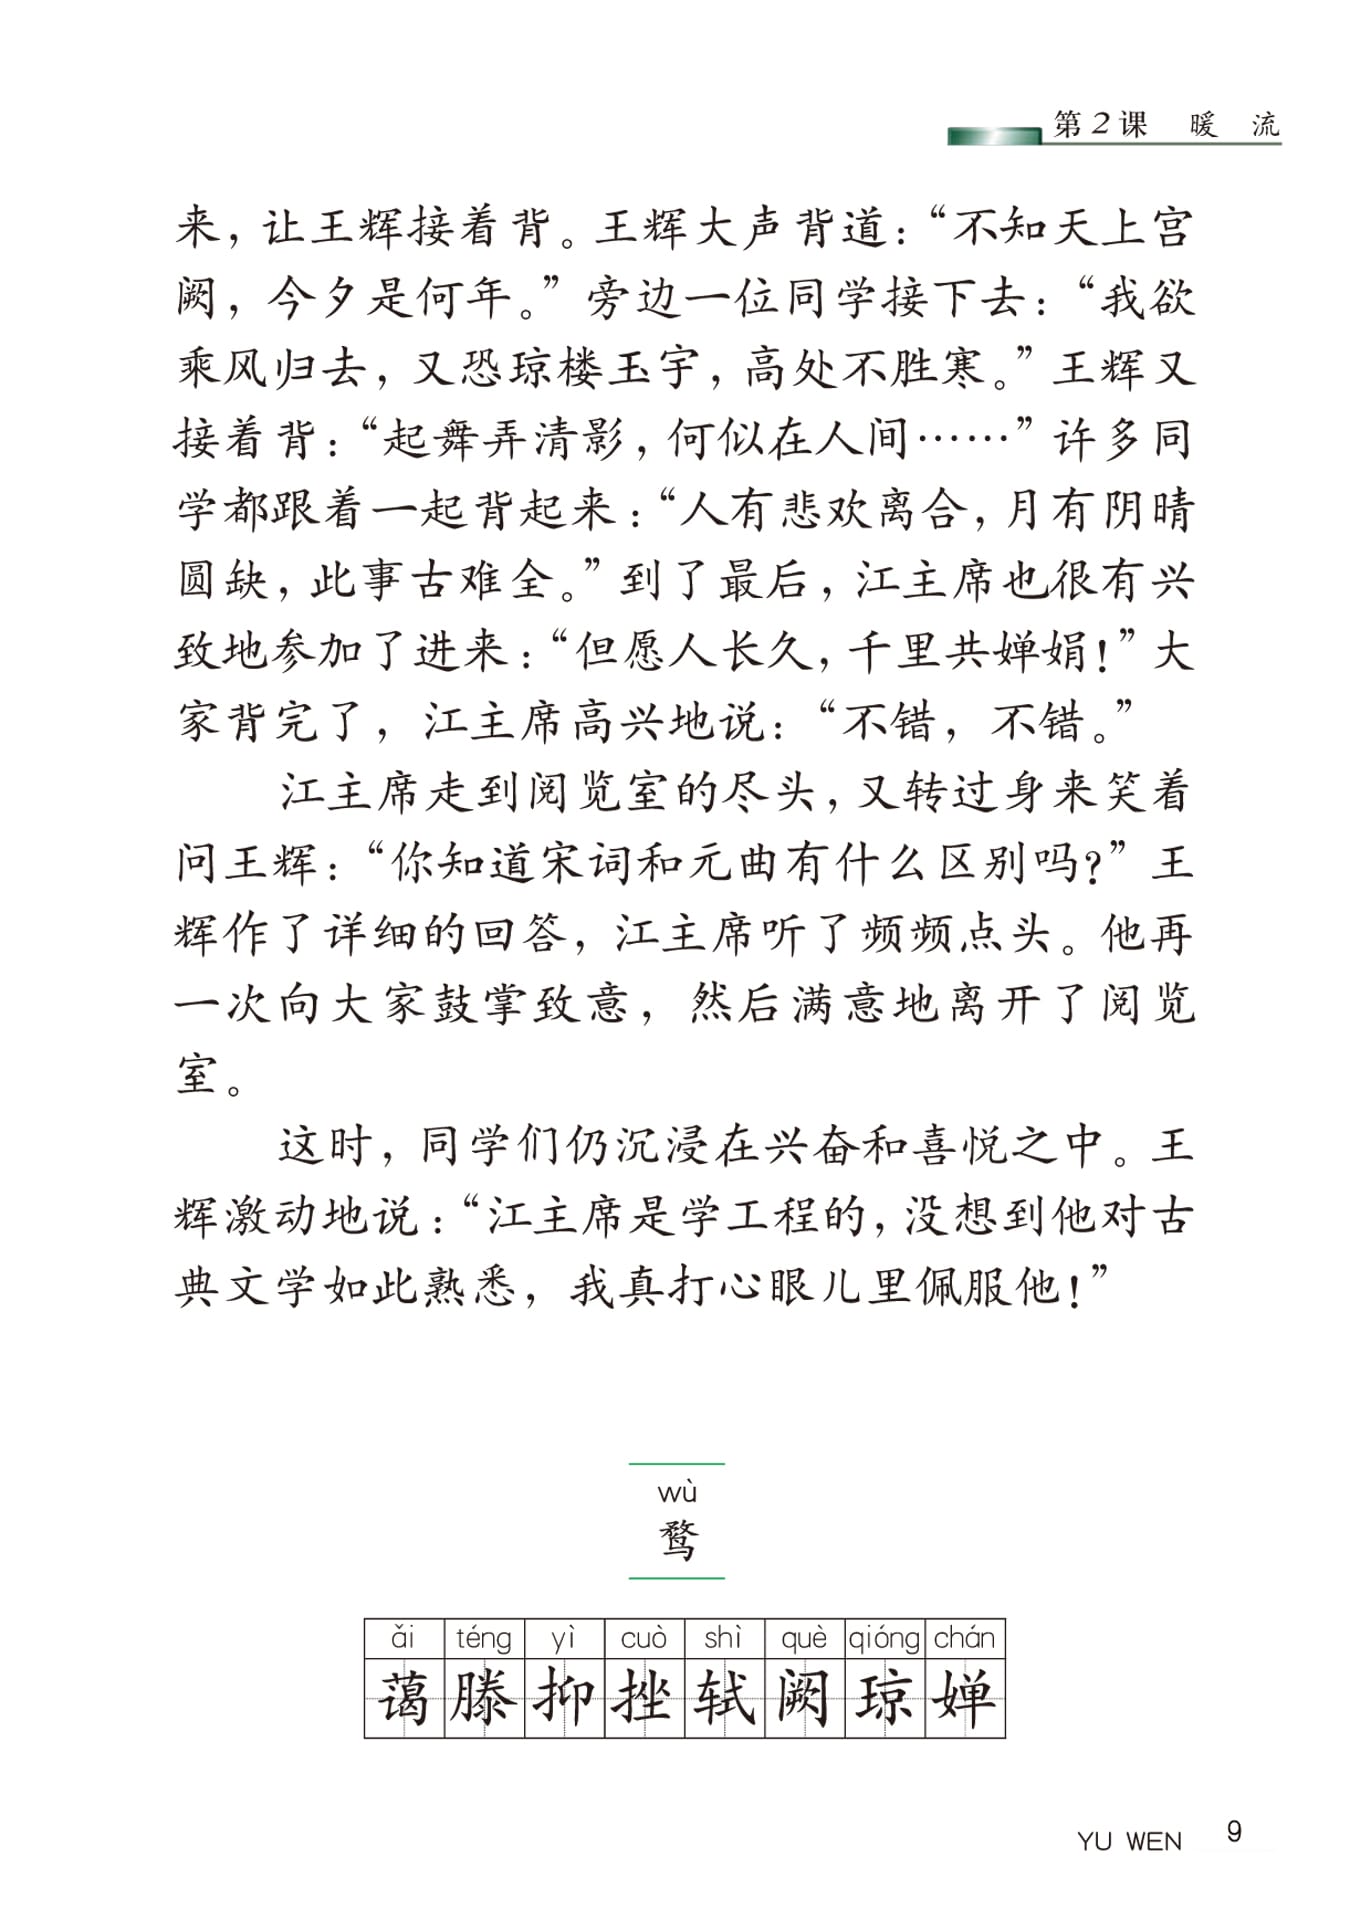 第2课 暖 流
来，让王辉接着背。王辉大声背道：“不知天上宫
阙，今夕是何年。”旁边一位同学接下去：“我欲
乘风归去，又恐琼楼玉宇，高处不胜寒。”王辉又
接着背：“起舞弄清影，何似在人间……”许多同
学都跟着一起背起来：“人有悲欢离合，月有阴晴
圆缺，此事古难全。”到了最后，江主席也很有兴
致地参加了进来：“但愿人长久，千里共婵娟！”大
家背完了，江主席高兴地说：“不错，不错。”
江主席走到阅览室的尽头，又转过身来笑着
问王辉：“你知道宋词和元曲有什么区别吗？”王
辉作了详细的回答，江主席听了频频点头。他再
一次向大家鼓掌致意，然后满意地离开了阅览
室。
这时，同学们仍沉浸在兴奋和喜悦之中。王
辉激动地说：“江主席是学工程的，没想到他对古
典文学如此熟悉，我真打心眼儿里佩服他！”
wù
鹜
ǎi téng yì cuò shì què qióng chán
蔼 滕 抑 挫 轼 阙 琼 婵
YU WEN 9